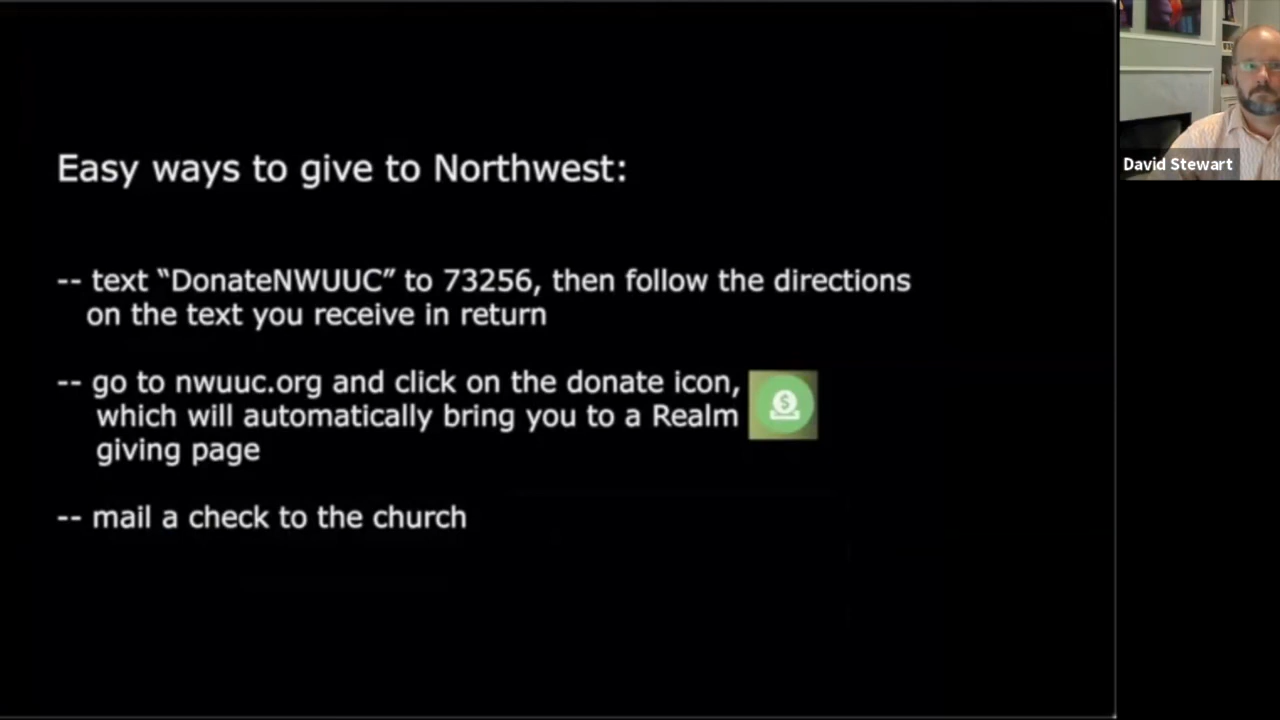 Easy ways to give to Northwest:
-- text “DonateNWUUC” to 73256, then follow the directions
on the text you receive in return
-- go to nwuuc.org and click on the donate icon,
which will automatically bring you to a Realm
giving page
$
-- mail a check to the church
David Stewart